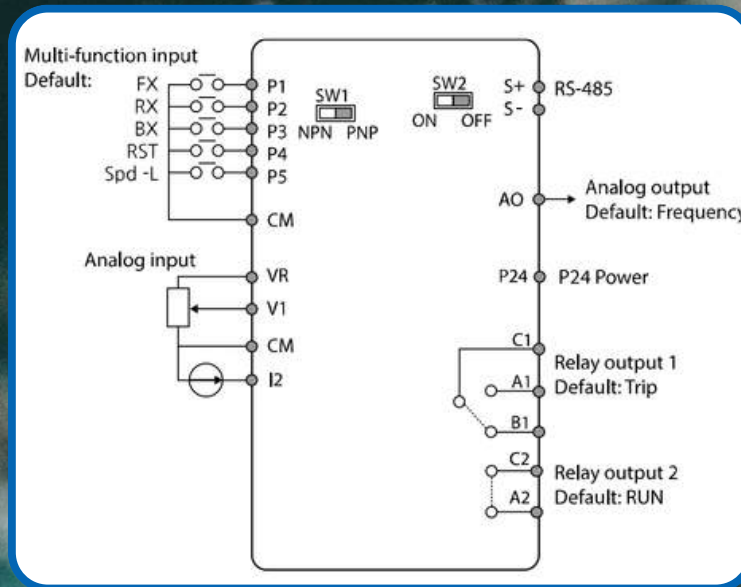 Multi-function input
Default:
FX
RX
BX
RST
Spd -L
P1
P2
P3
P4
P5
CM
SW1
NPN PNP
SW2
ON OFF
S+
S-
RS-485
AO
Analog output
Default: Frequency
Analog input
VR
V1
CM
I2
P24
P24 Power
C1
A1
B1
Relay output 1
Default: Trip
C2
A2
Relay output 2
Default: RUN